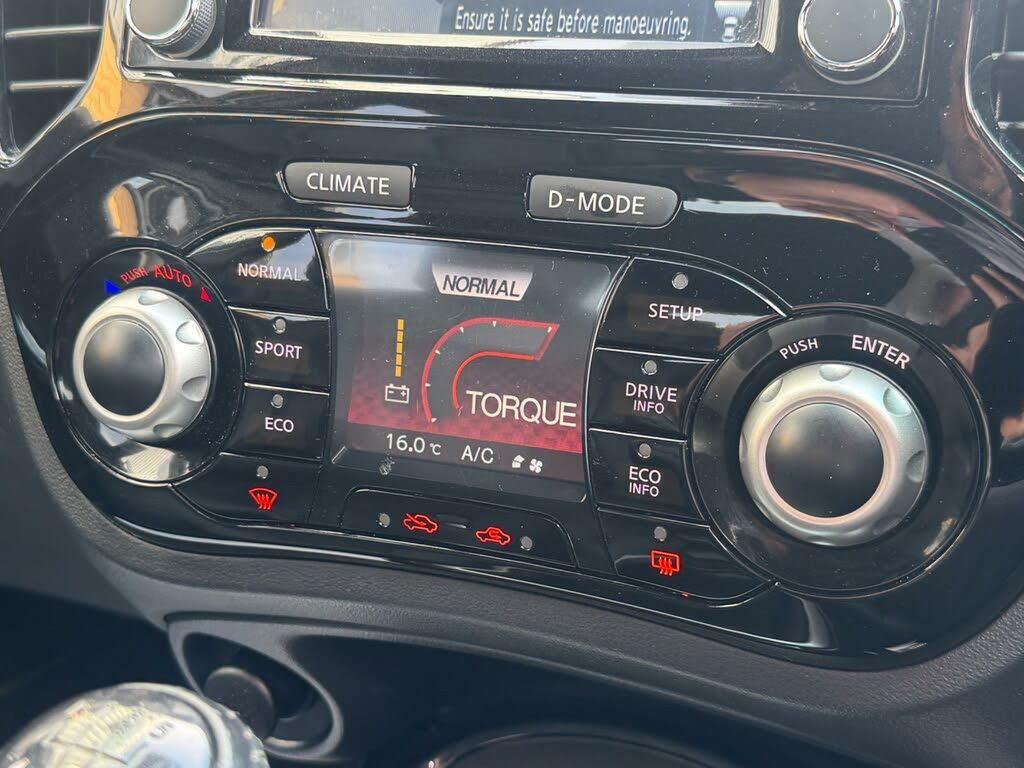 Ensure it is safe before manoeuvring.
CLIMATE
D-MODE
PUSH AUTO
NORMAL
SPORT
ECO
NORMAL
TORQUE
16.0°C A/C
SETUP
DRIVE
INFO
ECO
INFO
PUSH ENTER